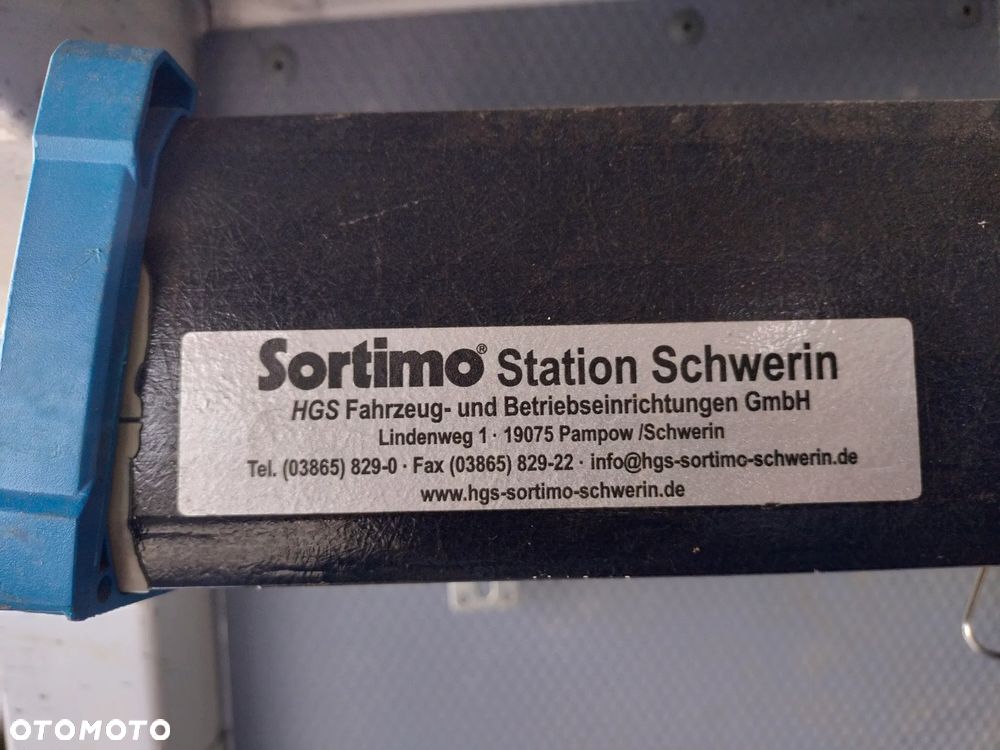 Sortimo® Station Schwerin
HGS Fahrzeug- und Betriebseinrichtungen GmbH
Lindenweg 1 · 19075 Pampow /Schwerin
Tel. (03865) 829-0 · Fax (03865) 829-22 · info@hgs-sortimo-schwerin.de
www.hgs-sortimo-schwerin.de
OTOMOTO